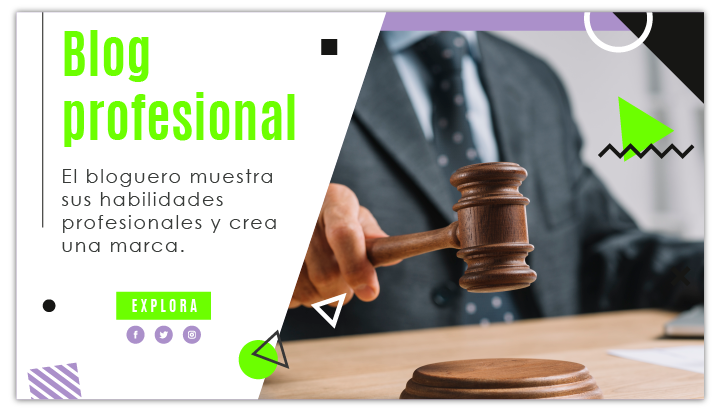 Blog
profesional
El bloguero muestra
sus habilidades
profesionales y crea
una marca.
EXPLORA